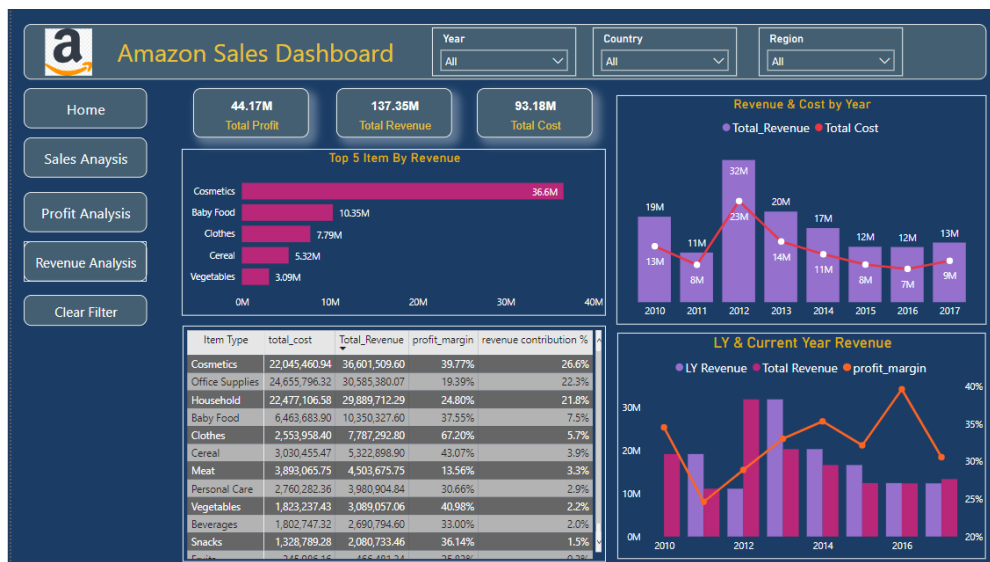 a
Amazon Sales Dashboard
Year
All
Country
All
Region
All
Home
Sales Anaysis
Profit Analysis
Revenue Analysis
Clear Filter
44.17M
Total Profit
137.35M
Total Revenue
93.18M
Total Cost
Top 5 Item By Revenue
Cosmetics 36.6M
Baby Food 10.35M
Clothes 7.79M
Cereal 5.32M
Vegetables 3.09M
0M 10M 20M 30M 40M
Item Type total_cost Total_Revenue profit_margin revenue contribution %
Cosmetics 22,045,460.94 36,601,509.60 39.77% 26.6%
Office Supplies 24,655,796.32 30,585,380.07 19.39% 22.3%
Household 22,477,106.58 29,889,712.29 24.80% 21.8%
Baby Food 6,463,683.90 10,350,327.60 37.55% 7.5%
Clothes 2,553,958.40 7,787,292.80 67.20% 5.7%
Cereal 3,030,455.47 5,322,898.90 43.07% 3.9%
Meat 3,893,065.75 4,503,675.75 13.56% 3.3%
Personal Care 2,760,282.36 3,980,904.84 30.66% 2.9%
Vegetables 1,823,237.43 3,089,057.06 40.98% 2.2%
Beverages 1,802,747.32 2,690,794.60 33.00% 2.0%
Snacks 1,328,789.28 2,080,733.46 36.14% 1.5%
Revenue & Cost by Year
Total_Revenue Total Cost
19M 11M 32M 20M 17M 12M 12M 13M
13M 8M 23M 14M 11M 8M 7M 9M
2010 2011 2012 2013 2014 2015 2016 2017
LY & Current Year Revenue
LY Revenue Total Revenue profit_margin
40%
30M
35%
20M
30%
10M
25%
0M
20%
2010 2012 2014 2016